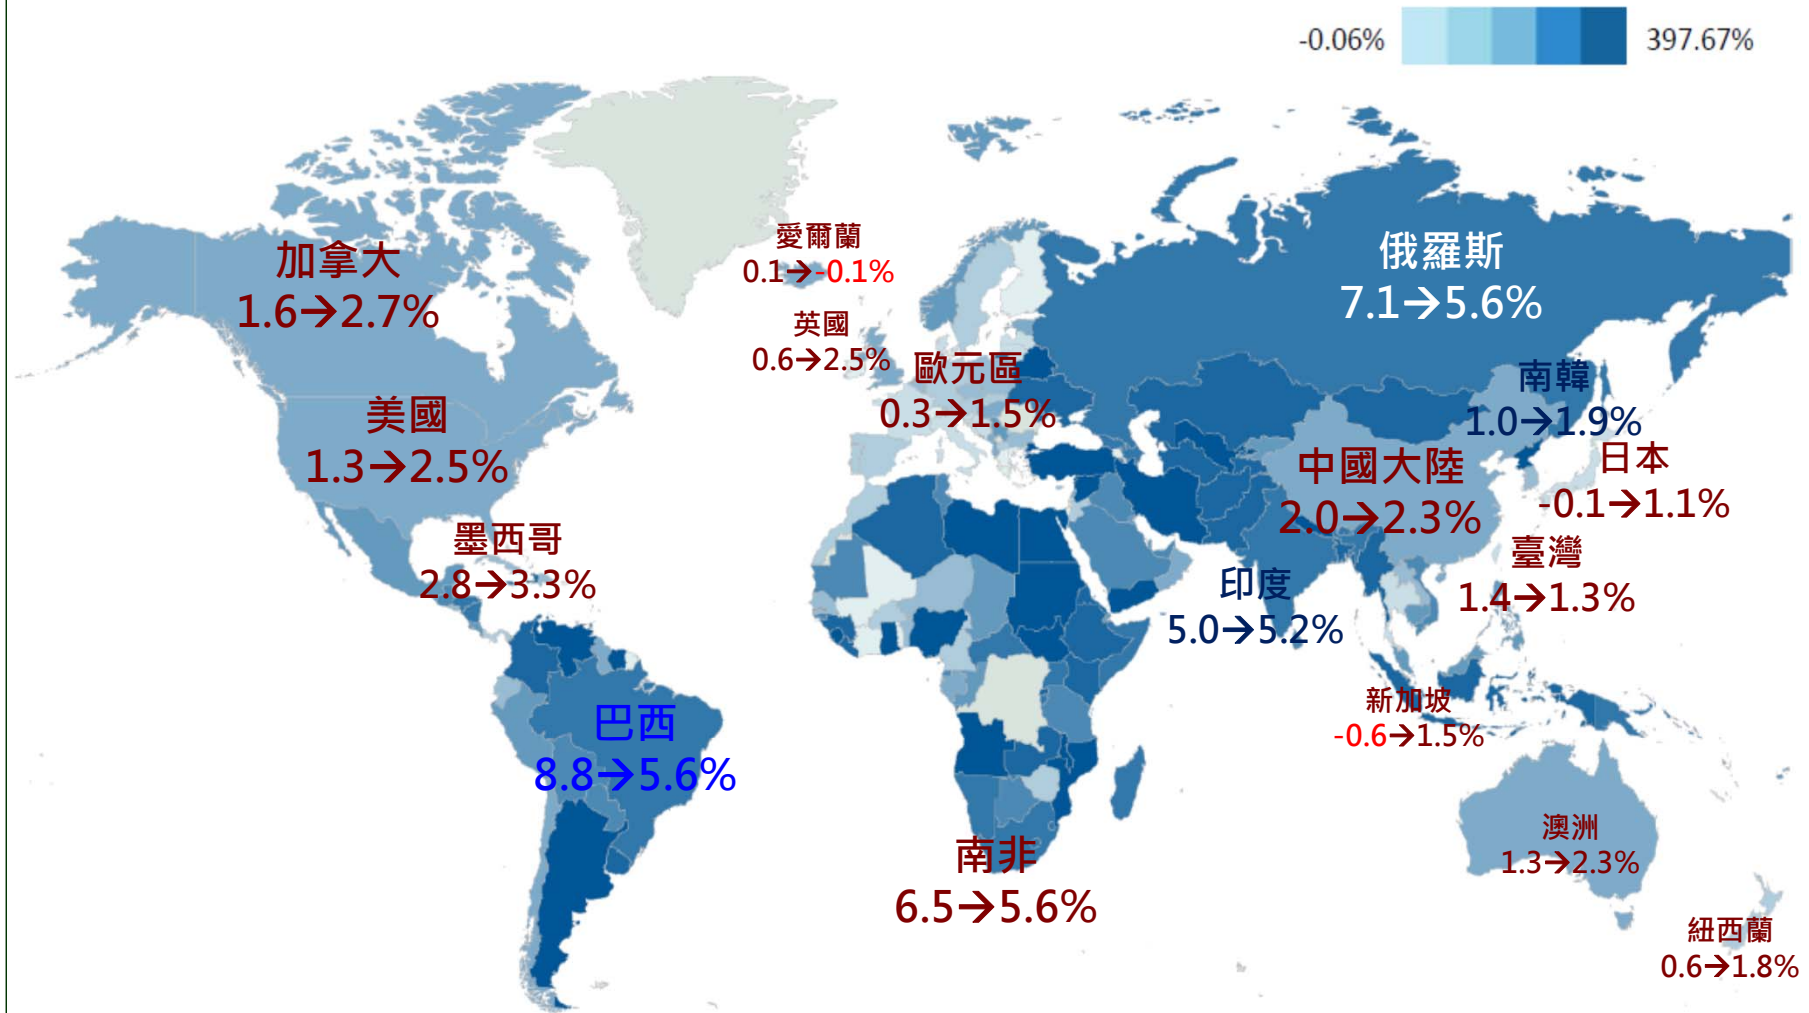 -0.06%
397.67%
加拿大
1.6→2.7%
愛爾蘭
0.1→-0.1%
俄羅斯
7.1→5.6%
英國
0.6→2.5%
歐元區
0.3→1.5%
南韓
1.0→1.9%
美國
1.3→2.5%
中國大陸
2.0→2.3%
日本
-0.1→1.1%
墨西哥
2.8→3.3%
臺灣
1.4→1.3%
印度
5.0→5.2%
新加坡
-0.6→1.5%
巴西
8.8→5.6%
南非
6.5→5.6%
澳洲
1.3→2.3%
紐西蘭
0.6→1.8%